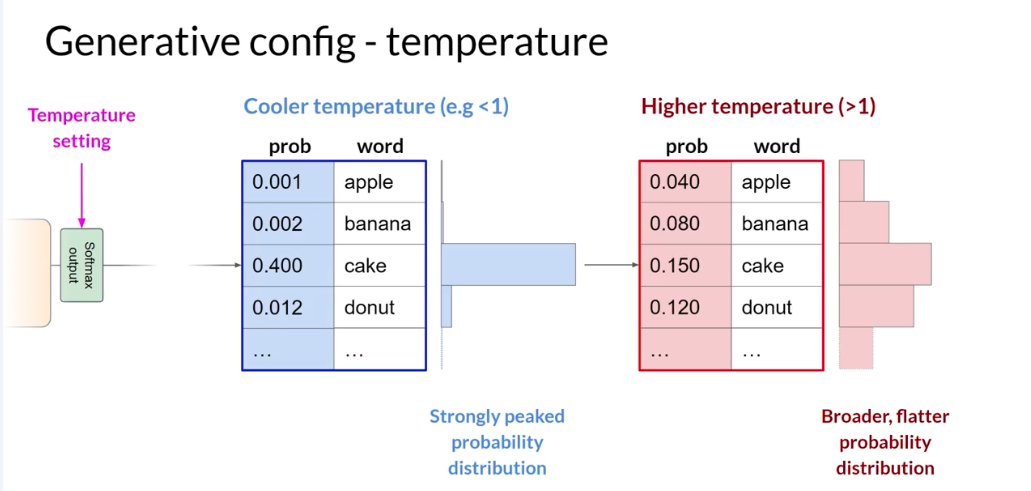 Generative config - temperature
Temperature
setting
Softmax
output
Cooler temperature (e.g <1)
prob word
0.001 apple
0.002 banana
0.400 cake
0.012 donut
... ...
Strongly peaked
probability
distribution
Higher temperature (>1)
prob word
0.040 apple
0.080 banana
0.150 cake
0.120 donut
... ...
Broader, flatter
probability
distribution